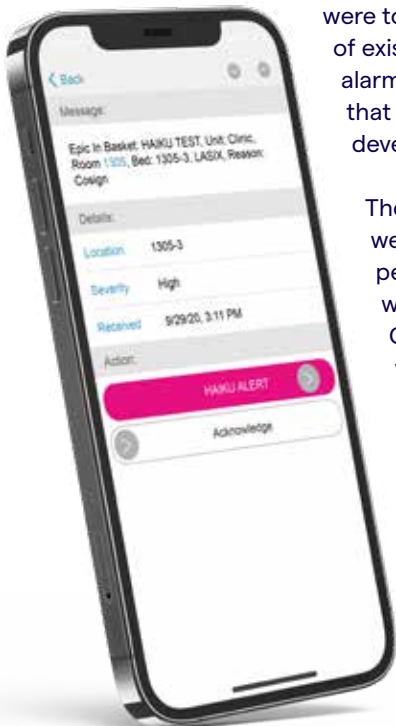 Back
Message:
Epic In Basket: HAIKU TEST, Unit: Clinic,
Room 1305, Bed: 1305-3, LASIX, Reason:
Cosign
Details:
Location 1305-3
Severity High
Received 9/29/20, 3:11 PM
Action:
HAIKU ALERT
Acknowledge
were to
of exis
alarm
that
deve
The
we
pe
w